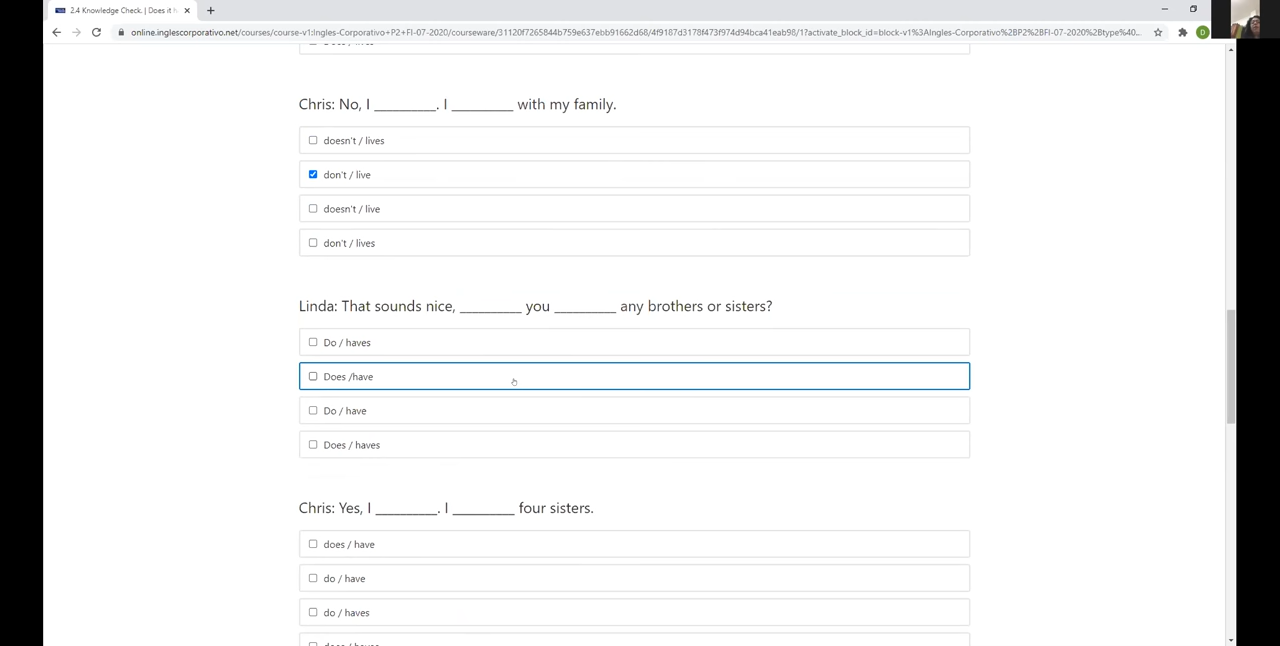 2.4 Knowledge Check. | Does it h
online.inglescorporativo.net/courses/course-v1:Ingles-Corporativo+P2+FI-07-2020/courseware/31120f7265844b759e637ebb91662d68/4f9187d3178f473f974d94bca41eab98/1?activate_block_id=block-v1%3AIngles-Corporativo%2BP2%2BFI-07-2020%2Btype%40...
D
Chris: No, I _________. I _________ with my family.
doesn't / lives
don't / live
doesn't / live
don't / lives
Linda: That sounds nice, _________ you _________ any brothers or sisters?
Do / haves
Does /have
Do / have
Does / haves
Chris: Yes, I _________. I _________ four sisters.
does / have
do / have
do / haves